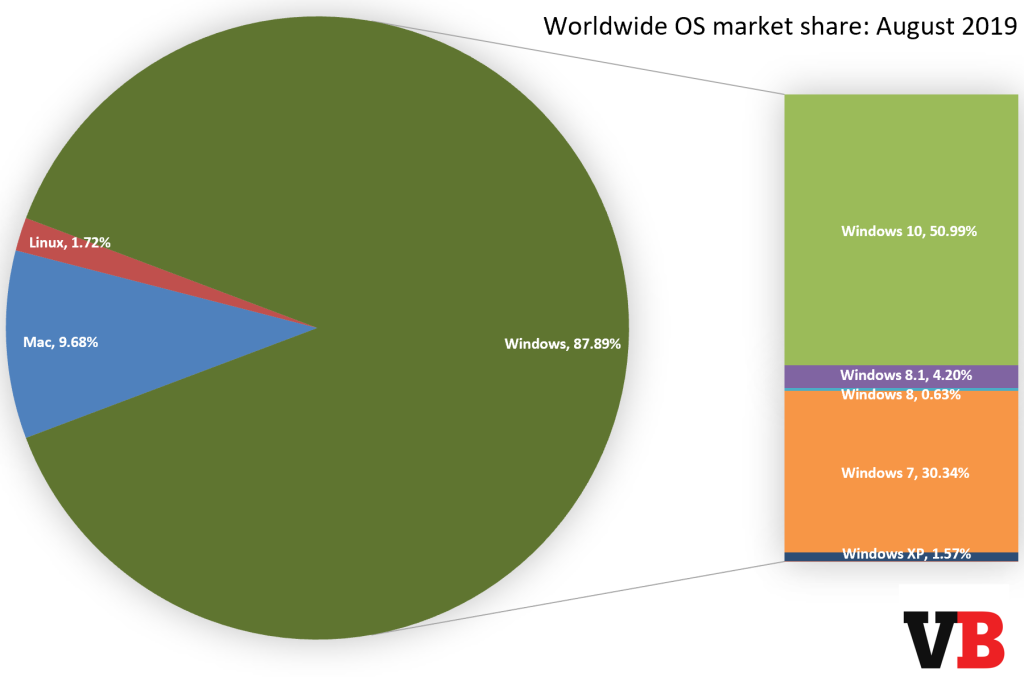 Worldwide OS market share: August 2019
Linux, 1.72%
Mac, 9.68%
Windows, 87.89%
Windows 10, 50.99%
Windows 8.1, 4.20%
Windows 8, 0.63%
Windows 7, 30.34%
Windows XP, 1.57%
VB